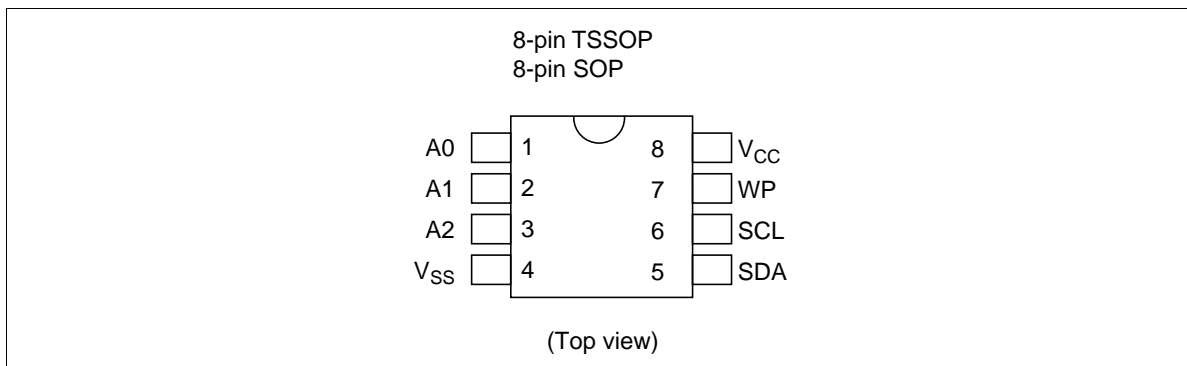 8-pin TSSOP
8-pin SOP
A0 1 8 VCC
A1 2 7 WP
A2 3 6 SCL
VSS 4 5 SDA
(Top view)